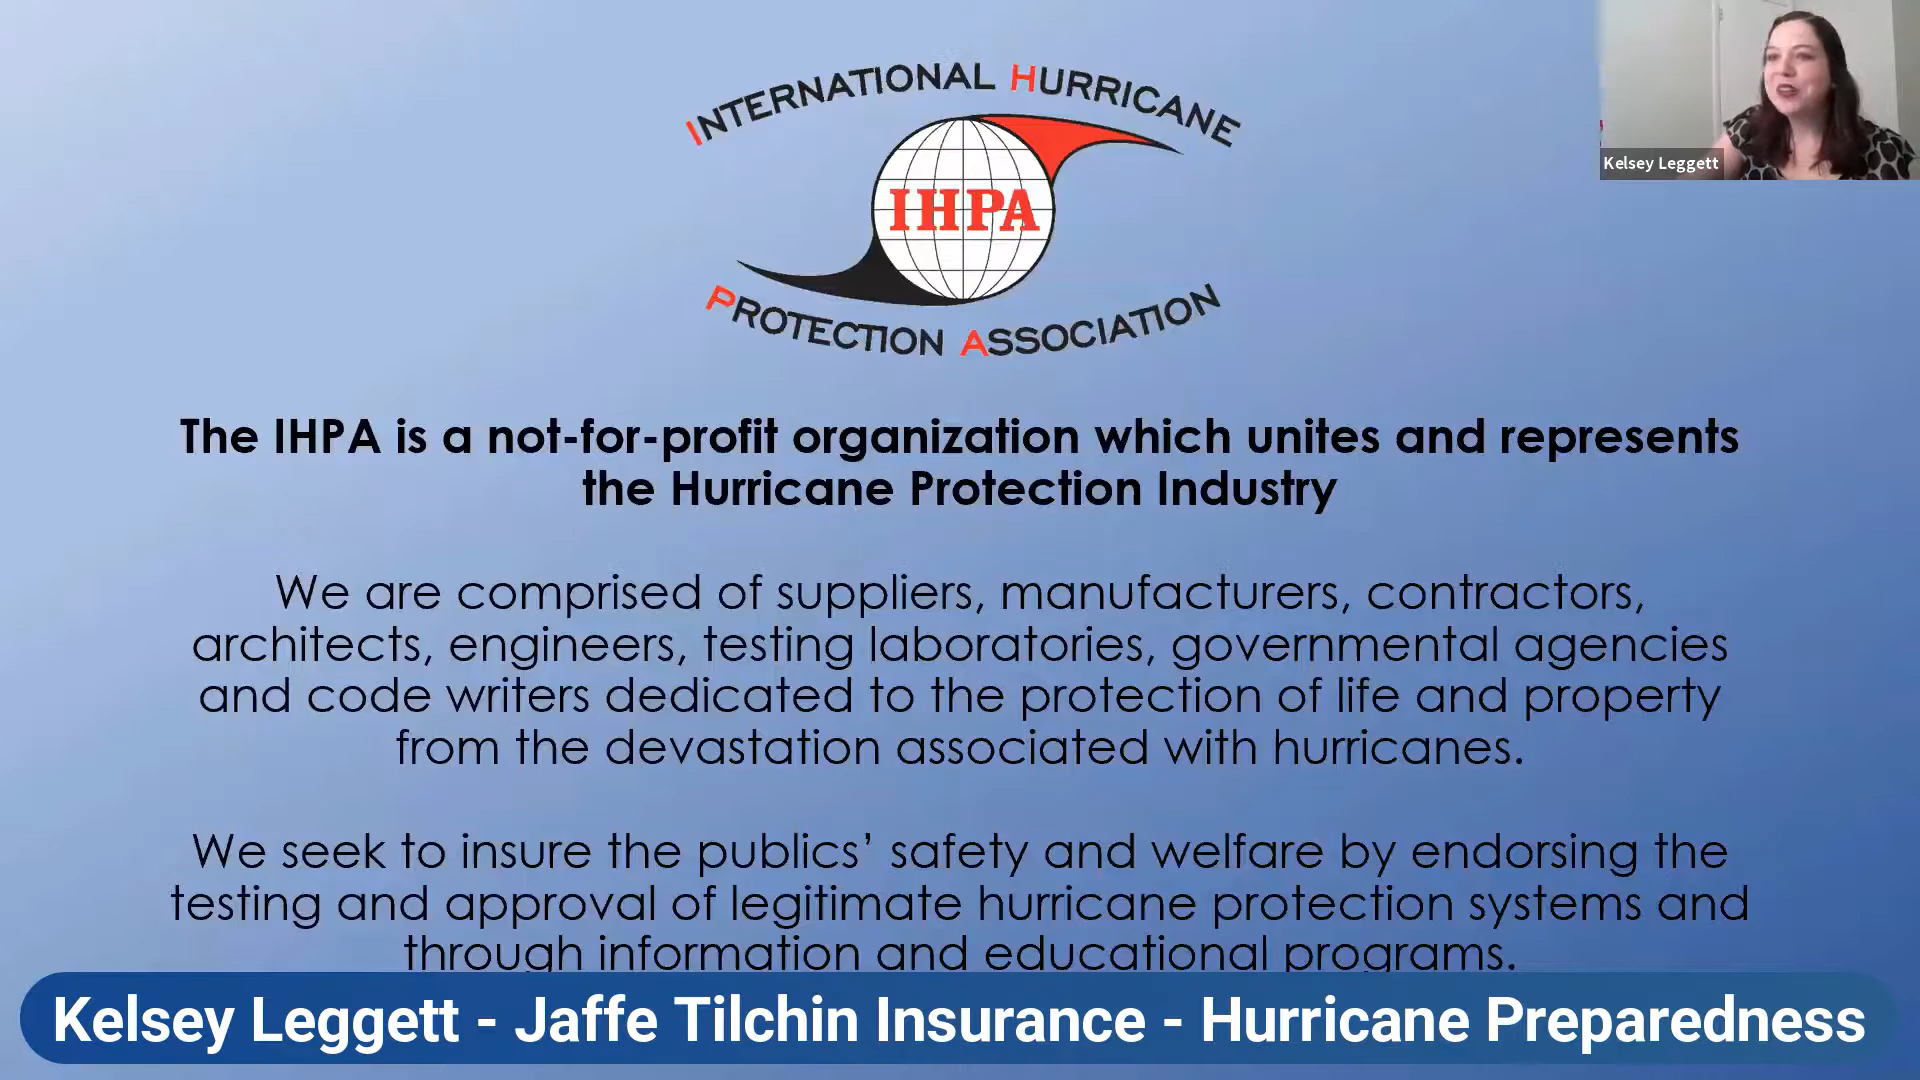 INTERNATIONAL HURRICANE
IHPA
PROTECTION ASSOCIATION
Kelsey Leggett
The IHPA is a not-for-profit organization which unites and represents
the Hurricane Protection Industry
We are comprised of suppliers, manufacturers, contractors,
architects, engineers, testing laboratories, governmental agencies
and code writers dedicated to the protection of life and property
from the devastation associated with hurricanes.
We seek to insure the publics’ safety and welfare by endorsing the
testing and approval of legitimate hurricane protection systems and
through information and educational programs.
Kelsey Leggett - Jaffe Tilchin Insurance - Hurricane Preparedness